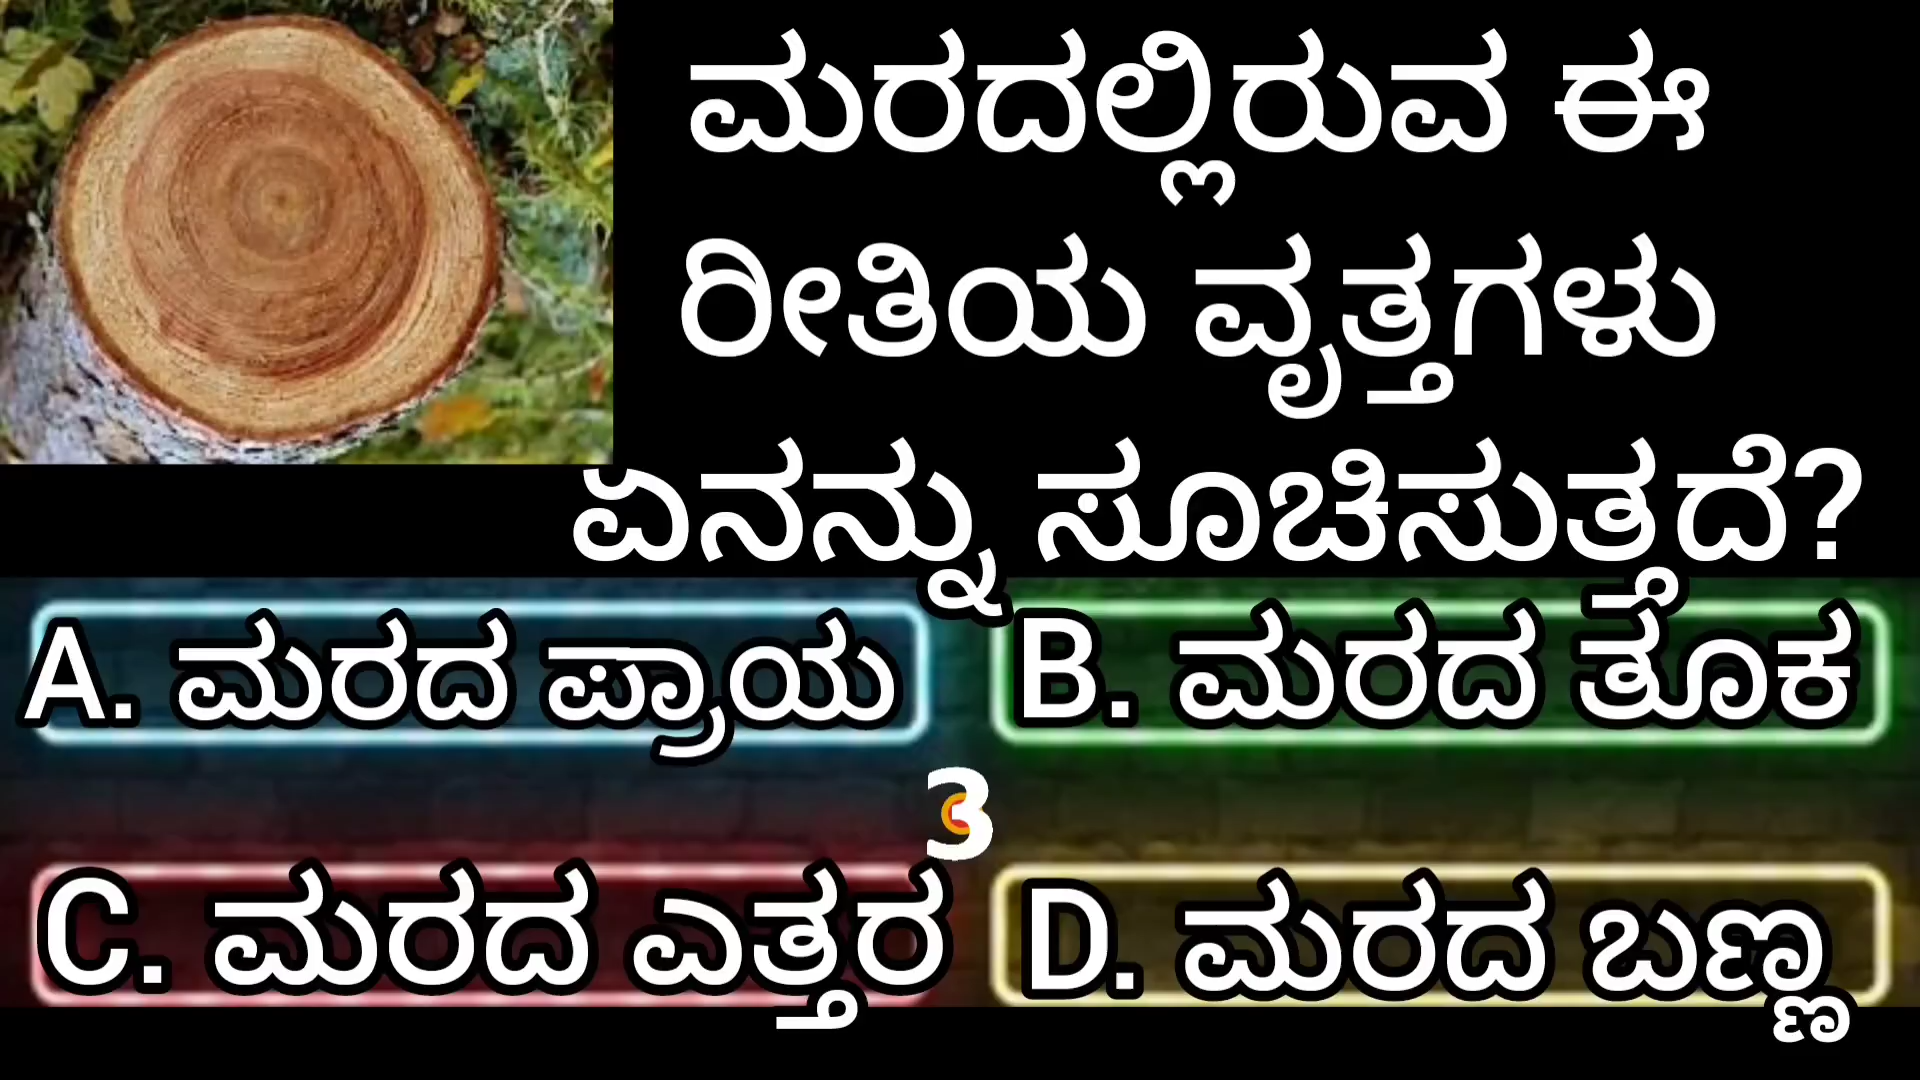 ಮರದಲ್ಲಿರುವ ಈ
ರೀತಿಯ ವೃತ್ತಗಳು
ಏನನ್ನು ಸೂಚಿಸುತ್ತದೆ?
A. ಮರದ ಪ್ರಾಯ
B. ಮರದ ತೂಕ
3
C. ಮರದ ಎತ್ತರ
D. ಮರದ ಬಣ್ಣ